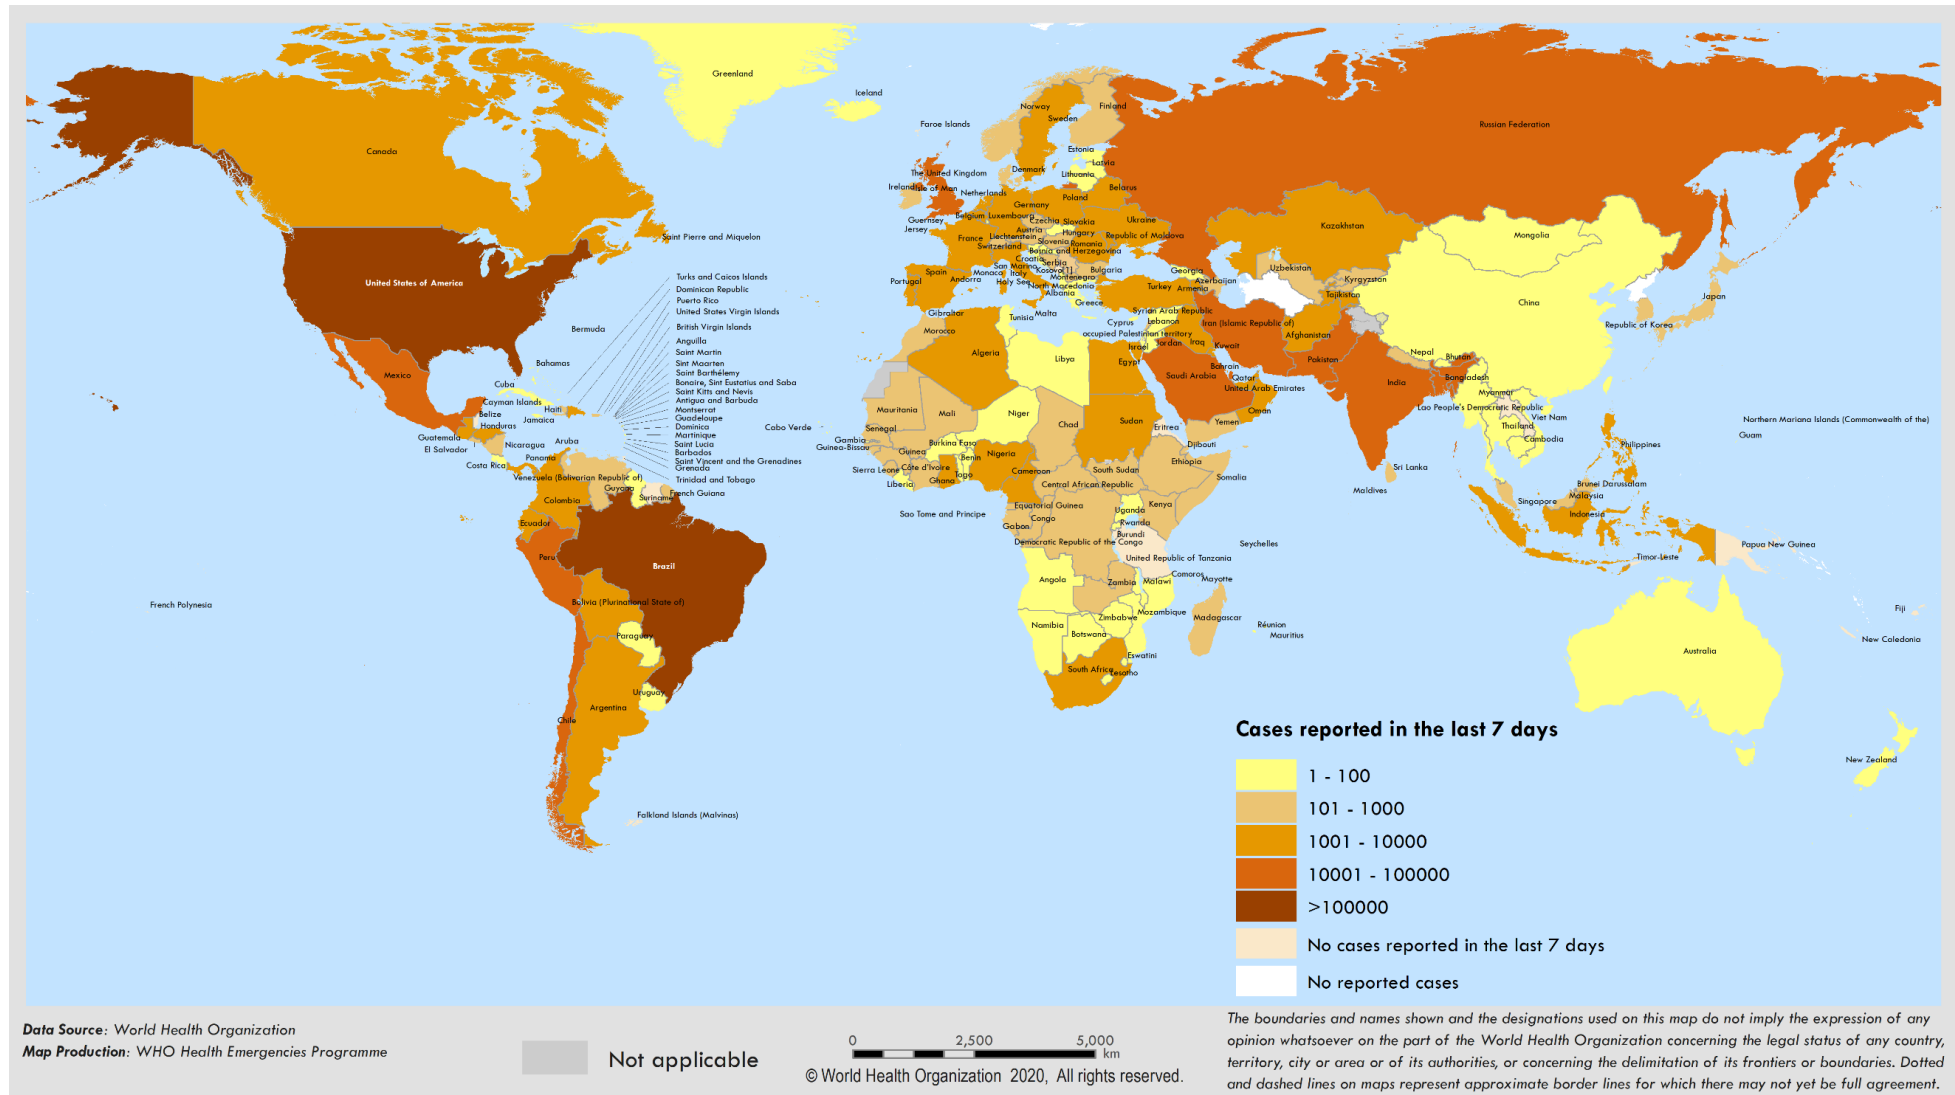 Greenland
Iceland
Faroe Islands
Norway
Finland
Sweden
Russian Federation
Canada
Estonia
Latvia
Denmark
Lithuania
The United Kingdom
Ireland
Isle of Man
Netherlands
Belarus
Poland
Germany
Belgium
Luxembourg
Guernsey
Jersey
Czechia
Slovakia
Ukraine
Kazakhstan
Mongolia
Saint Pierre and Miquelon
France
Liechtenstein
Austria
Hungary
Republic of Moldova
Switzerland
Slovenia
Romania
Bosnia and Herzegovina
Croatia
Serbia
San Marino
Monaco
Italy
Kosovo[1]
Bulgaria
Georgia
Uzbekistan
Spain
Andorra
Holy See
Montenegro
North Macedonia
Albania
Azerbaijan
Kyrgyzstan
Portugal
Turkey
Armenia
Tajikistan
Japan
United States of America
Turks and Caicos Islands
Dominican Republic
Puerto Rico
United States Virgin Islands
British Virgin Islands
Anguilla
Saint Martin
Sint Maarten
Saint Barthélemy
Bonaire, Sint Eustatius and Saba
Saint Kitts and Nevis
Antigua and Barbuda
Montserrat
Guadeloupe
Dominica
Martinique
Saint Lucia
Barbados
Saint Vincent and the Grenadines
Grenada
Trinidad and Tobago
Bermuda
Bahamas
Greece
China
Gibraltar
Tunisia
Malta
Syrian Arab Republic
Cyprus
Lebanon
Iran (Islamic Republic of)
Republic of Korea
Morocco
occupied Palestinian territory
Israel
Jordan
Iraq
Kuwait
Afghanistan
Algeria
Libya
Egypt
Pakistan
Nepal
Bhutan
Mexico
Bahrain
Saudi Arabia
Qatar
United Arab Emirates
India
Bangladesh
Cuba
Myanmar
Cayman Islands
Haiti
Belize
Jamaica
Honduras
Mauritania
Mali
Niger
Chad
Sudan
Eritrea
Yemen
Oman
Lao People's Democratic Republic
Viet Nam
Thailand
Northern Mariana Islands (Commonwealth of the)
Guam
Cabo Verde
Senegal
Guatemala
El Salvador
Nicaragua
Aruba
Gambia
Guinea-Bissau
Burkina Faso
Djibouti
Cambodia
Philippines
Guinea
Benin
Nigeria
Costa Rica
Panama
Venezuela (Bolivarian Republic of)
Sierra Leone
Côte d'Ivoire
Togo
Cameroon
South Sudan
Ethiopia
Sri Lanka
Liberia
Ghana
Central African Republic
Somalia
Guyana
Suriname
French Guiana
Colombia
Maldives
Brunei Darussalam
Singapore
Malaysia
Equatorial Guinea
Uganda
Kenya
Sao Tome and Principe
Indonesia
Ecuador
Gabon
Congo
Rwanda
Burundi
Democratic Republic of the Congo
Seychelles
Papua New Guinea
Peru
Brazil
United Republic of Tanzania
Timor-Leste
Angola
Zambia
Malawi
Comoros
Mayotte
French Polynesia
Bolivia (Plurinational State of)
Mozambique
Fiji
Zimbabwe
Madagascar
Namibia
Botswana
Réunion
Mauritius
Paraguay
New Caledonia
Australia
Eswatini
South Africa
Lesotho
Uruguay
Argentina
Chile
New Zealand
Falkland Islands (Malvinas)
Cases reported in the last 7 days
1 - 100
101 - 1000
1001 - 10000
10001 - 100000
>100000
No cases reported in the last 7 days
No reported cases
Data Source: World Health Organization
Map Production: WHO Health Emergencies Programme
Not applicable
0 2,500 5,000
km
© World Health Organization 2020, All rights reserved.
The boundaries and names shown and the designations used on this map do not imply the expression of any
opinion whatsoever on the part of the World Health Organization concerning the legal status of any country,
territory, city or area or of its authorities, or concerning the delimitation of its frontiers or boundaries. Dotted
and dashed lines on maps represent approximate border lines for which there may not yet be full agreement.